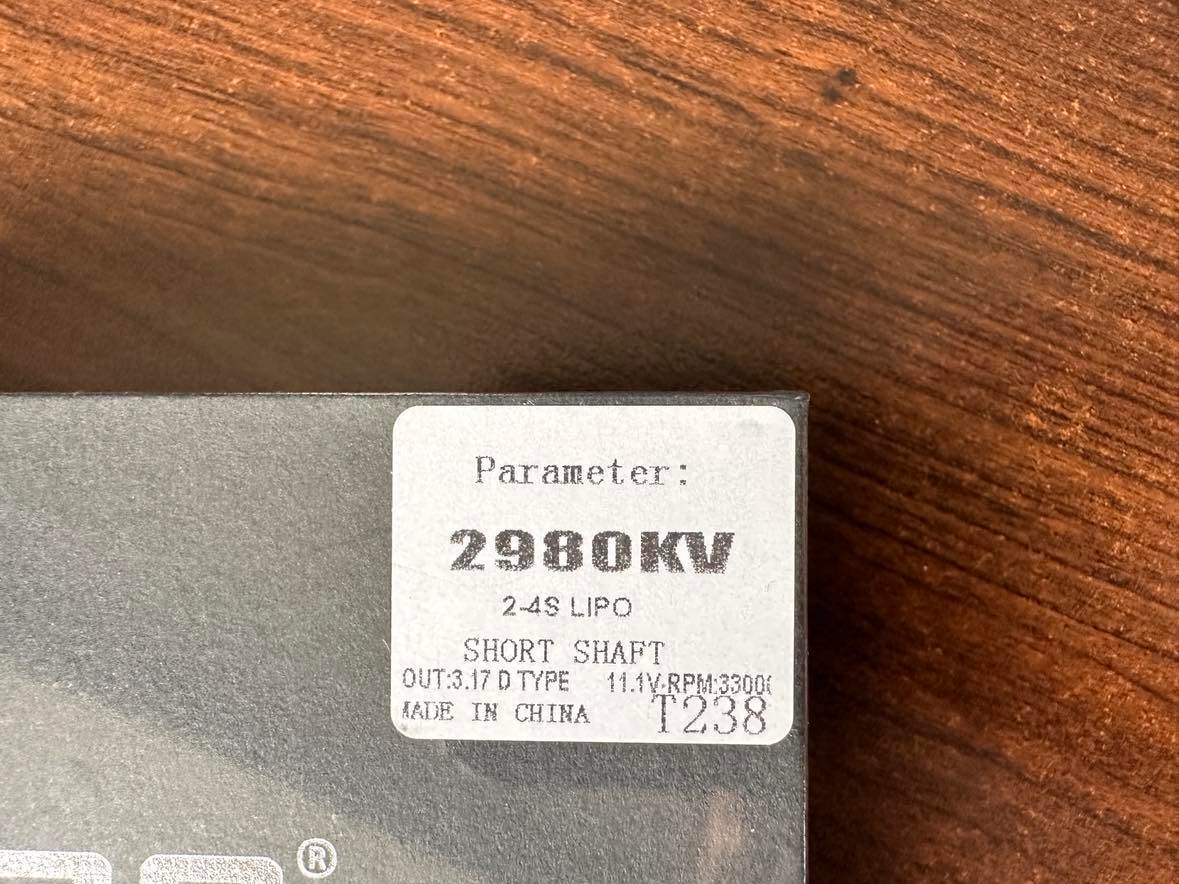 Parameter:
2980KV
2-4S LIPO
SHORT SHAFT
OUT:3.17 D TYPE 11.1V-RPM:3300
MADE IN CHINA T238
®